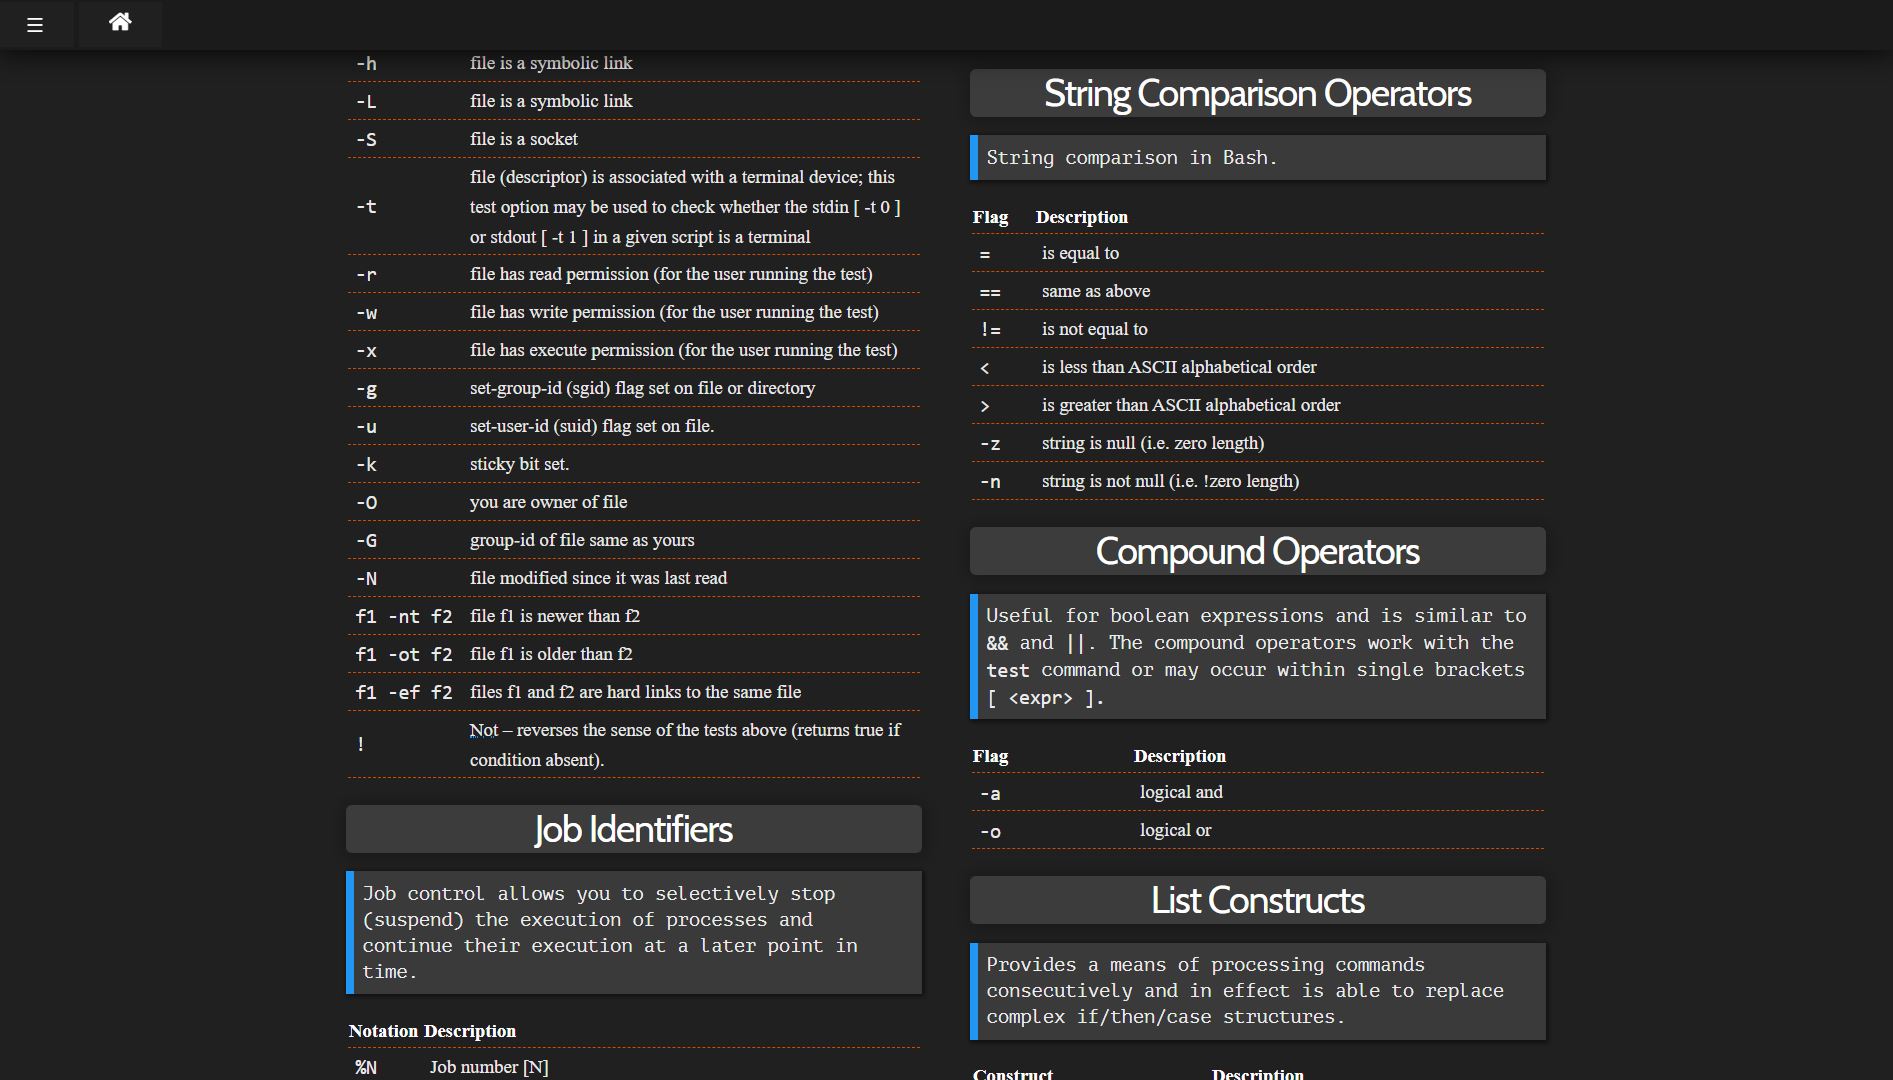 -h file is a symbolic link
-L file is a symbolic link
-S file is a socket
-t file (descriptor) is associated with a terminal device; this
test option may be used to check whether the stdin [ -t 0 ]
or stdout [ -t 1 ] in a given script is a terminal
-r file has read permission (for the user running the test)
-w file has write permission (for the user running the test)
-x file has execute permission (for the user running the test)
-g set-group-id (sgid) flag set on file or directory
-u set-user-id (suid) flag set on file.
-k sticky bit set.
-O you are owner of file
-G group-id of file same as yours
-N file modified since it was last read
f1 -nt f2 file f1 is newer than f2
f1 -ot f2 file f1 is older than f2
f1 -ef f2 files f1 and f2 are hard links to the same file
! Not – reverses the sense of the tests above (returns true if
condition absent).
Job Identifiers
Job control allows you to selectively stop
(suspend) the execution of processes and
continue their execution at a later point in
time.
Notation Description
%N Job number [N]
String Comparison Operators
String comparison in Bash.
Flag Description
= is equal to
== same as above
!= is not equal to
< is less than ASCII alphabetical order
> is greater than ASCII alphabetical order
-z string is null (i.e. zero length)
-n string is not null (i.e. !zero length)
Compound Operators
Useful for boolean expressions and is similar to
&& and ||. The compound operators work with the
test command or may occur within single brackets
[ <expr> ].
Flag Description
-a logical and
-o logical or
List Constructs
Provides a means of processing commands
consecutively and in effect is able to replace
complex if/then/case structures.
Construct Description